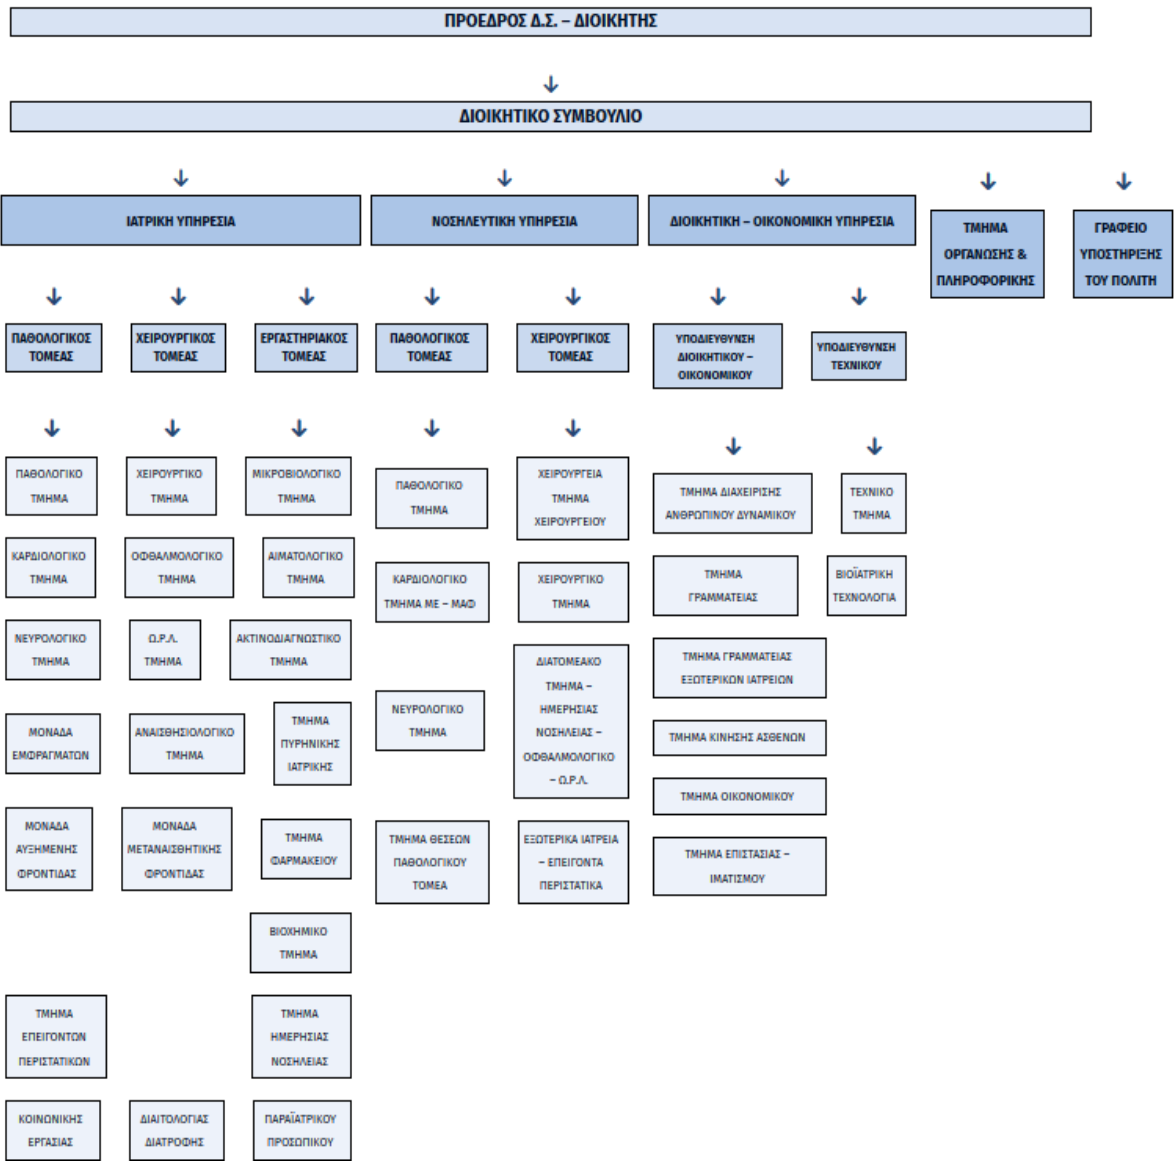 ΠΡΟΕΔΡΟΣ Δ.Σ. – ΔΙΟΙΚΗΤΗΣ
ΔΙΟΙΚΗΤΙΚΟ ΣΥΜΒΟΥΛΙΟ
ΙΑΤΡΙΚΗ ΥΠΗΡΕΣΙΑ
ΝΟΣΗΛΕΥΤΙΚΗ ΥΠΗΡΕΣΙΑ
ΔΙΟΙΚΗΤΙΚΗ – ΟΙΚΟΝΟΜΙΚΗ ΥΠΗΡΕΣΙΑ
ΤΜΗΜΑ
ΟΡΓΑΝΩΣΗΣ &
ΠΛΗΡΟΦΟΡΙΚΗΣ
ΓΡΑΦΕΙΟ
ΥΠΟΣΤΗΡΙΞΗΣ
ΤΟΥ ΠΟΛΙΤΗ
ΠΑΘΟΛΟΓΙΚΟΣ
ΤΟΜΕΑΣ
ΧΕΙΡΟΥΡΓΙΚΟΣ
ΤΟΜΕΑΣ
ΕΡΓΑΣΤΗΡΙΑΚΟΣ
ΤΟΜΕΑΣ
ΠΑΘΟΛΟΓΙΚΟΣ
ΤΟΜΕΑΣ
ΧΕΙΡΟΥΡΓΙΚΟΣ
ΤΟΜΕΑΣ
ΥΠΟΔΙΕΥΘΥΝΣΗ
ΔΙΟΙΚΗΤΙΚΟΥ –
ΟΙΚΟΝΟΜΙΚΟΥ
ΥΠΟΔΙΕΥΘΥΝΣΗ
ΤΕΧΝΙΚΟΥ
ΠΑΘΟΛΟΓΙΚΟ
ΤΜΗΜΑ
ΧΕΙΡΟΥΡΓΙΚΟ
ΤΜΗΜΑ
ΜΙΚΡΟΒΙΟΛΟΓΙΚΟ
ΤΜΗΜΑ
ΠΑΘΟΛΟΓΙΚΟ
ΤΜΗΜΑ
ΧΕΙΡΟΥΡΓΕΙΑ
ΤΜΗΜΑ
ΧΕΙΡΟΥΡΓΕΙΟΥ
ΤΜΗΜΑ ΔΙΑΧΕΙΡΙΣΗΣ
ΑΝΘΡΩΠΙΝΟΥ ΔΥΝΑΜΙΚΟΥ
ΤΕΧΝΙΚΟ
ΤΜΗΜΑ
ΚΑΡΔΙΟΛΟΓΙΚΟ
ΤΜΗΜΑ
ΟΦΘΑΛΜΟΛΟΓΙΚΟ
ΤΜΗΜΑ
ΑΙΜΑΤΟΛΟΓΙΚΟ
ΤΜΗΜΑ
ΚΑΡΔΙΟΛΟΓΙΚΟ
ΤΜΗΜΑ ΜΕ – ΜΑΦ
ΧΕΙΡΟΥΡΓΙΚΟ
ΤΜΗΜΑ
ΤΜΗΜΑ
ΓΡΑΜΜΑΤΕΙΑΣ
ΒΙΟΪΑΤΡΙΚΗ
ΤΕΧΝΟΛΟΓΙΑ
ΝΕΥΡΟΛΟΓΙΚΟ
ΤΜΗΜΑ
Ω.Ρ.Λ.
ΤΜΗΜΑ
ΑΚΤΙΝΟΔΙΑΓΝΩΣΤΙΚΟ
ΤΜΗΜΑ
ΝΕΥΡΟΛΟΓΙΚΟ
ΤΜΗΜΑ
ΔΙΑΤΟΜΕΑΚΟ
ΤΜΗΜΑ –
ΗΜΕΡΗΣΙΑΣ
ΝΟΣΗΛΕΙΑΣ –
ΟΦΘΑΛΜΟΛΟΓΙΚΟ
– Ω.Ρ.Λ.
ΤΜΗΜΑ ΓΡΑΜΜΑΤΕΙΑΣ
ΕΞΩΤΕΡΙΚΩΝ ΙΑΤΡΕΙΩΝ
ΜΟΝΑΔΑ
ΕΜΦΡΑΓΜΑΤΩΝ
ΑΝΑΙΣΘΗΣΙΟΛΟΓΙΚΟ
ΤΜΗΜΑ
ΤΜΗΜΑ
ΠΥΡΗΝΙΚΗΣ
ΙΑΤΡΙΚΗΣ
ΤΜΗΜΑ ΚΙΝΗΣΗΣ ΑΣΘΕΝΩΝ
ΤΜΗΜΑ ΟΙΚΟΝΟΜΙΚΟΥ
ΜΟΝΑΔΑ
ΑΥΞΗΜΕΝΗΣ
ΦΡΟΝΤΙΔΑΣ
ΜΟΝΑΔΑ
ΜΕΤΑΝΑΙΣΘΗΤΙΚΗΣ
ΦΡΟΝΤΙΔΑΣ
ΤΜΗΜΑ
ΦΑΡΜΑΚΕΙΟΥ
ΤΜΗΜΑ ΘΕΣΕΩΝ
ΠΑΘΟΛΟΓΙΚΟΥ
ΤΟΜΕΑ
ΕΞΩΤΕΡΙΚΑ ΙΑΤΡΕΙΑ
– ΕΠΕΙΓΟΝΤΑ
ΠΕΡΙΣΤΑΤΙΚΑ
ΤΜΗΜΑ ΕΠΙΣΤΑΣΙΑΣ –
ΙΜΑΤΙΣΜΟΥ
ΒΙΟΧΗΜΙΚΟ
ΤΜΗΜΑ
ΤΜΗΜΑ
ΕΠΕΙΓΟΝΤΩΝ
ΠΕΡΙΣΤΑΤΙΚΩΝ
ΤΜΗΜΑ
ΗΜΕΡΗΣΙΑΣ
ΝΟΣΗΛΕΙΑΣ
ΚΟΙΝΩΝΙΚΗΣ
ΕΡΓΑΣΙΑΣ
ΔΙΑΙΤΟΛΟΓΙΑΣ
ΔΙΑΤΡΟΦΗΣ
ΠΑΡΑΪΑΤΡΙΚΟΥ
ΠΡΟΣΩΠΙΚΟΥ